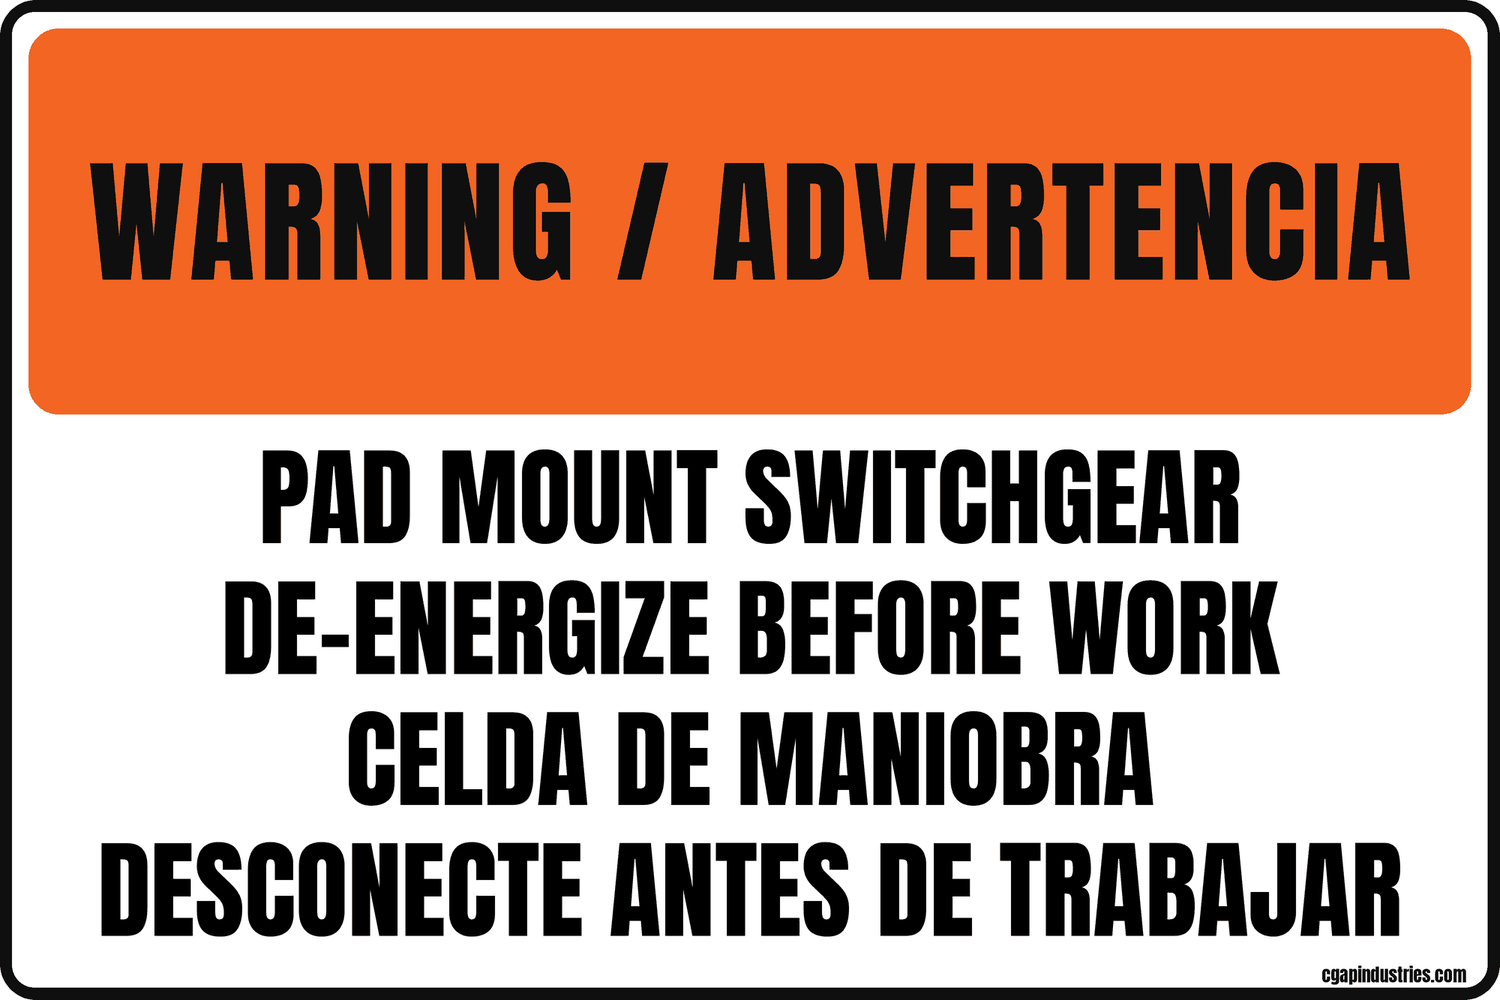 WARNING / ADVERTENCIA
PAD MOUNT SWITCHGEAR
DE-ENERGIZE BEFORE WORK
CELDA DE MANIOBRA
DESCONECTE ANTES DE TRABAJAR
cgapindustries.com